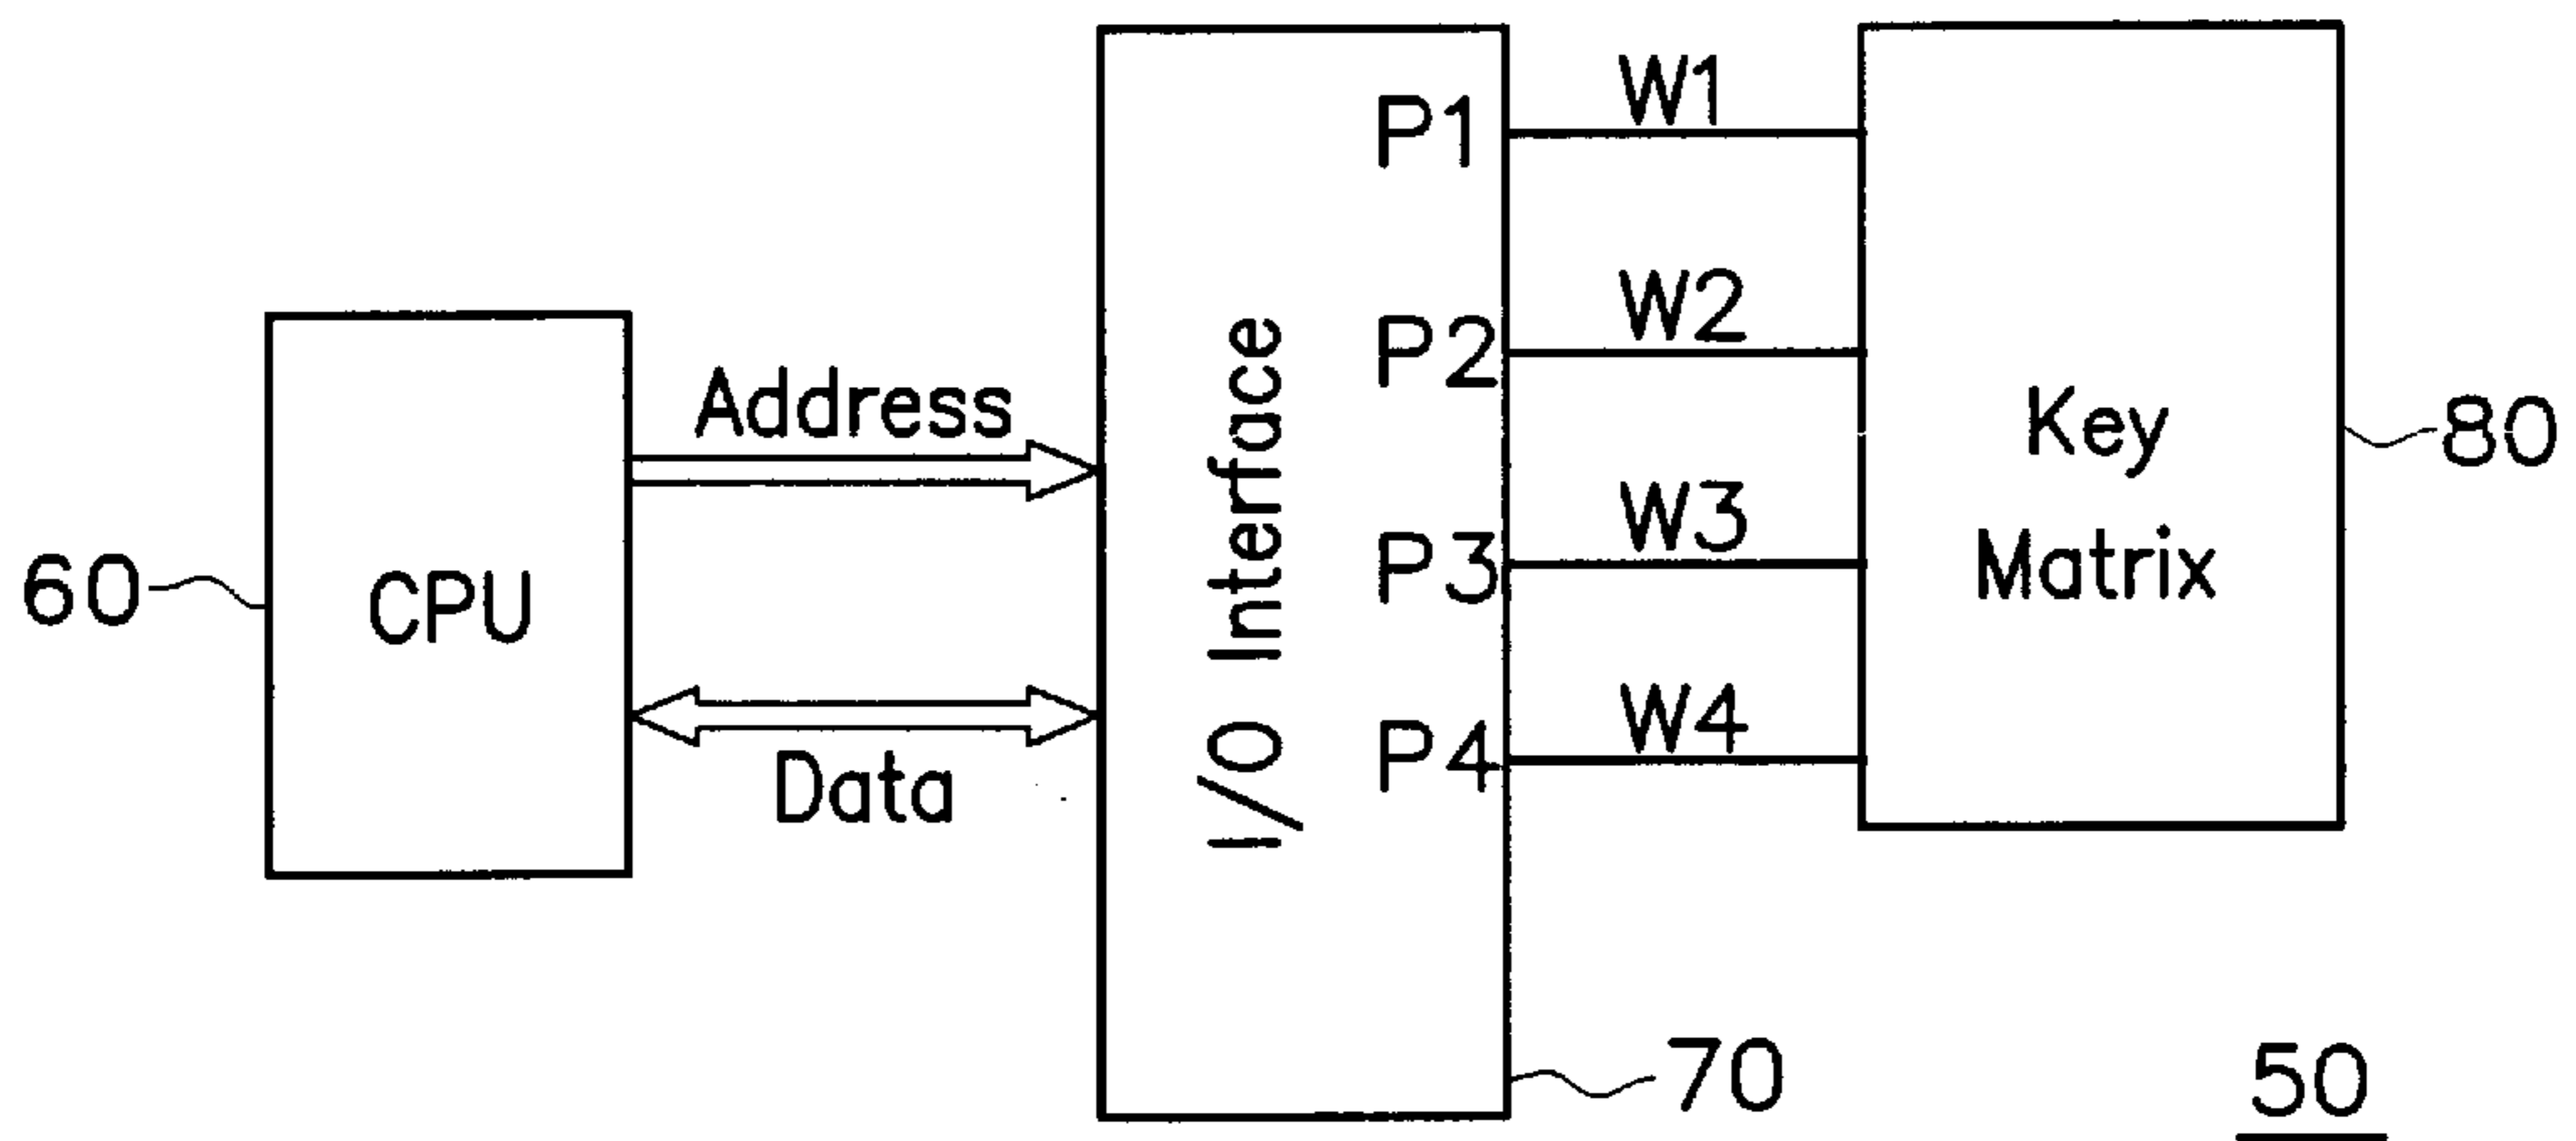 60
CPU
Address
Data
I/O Interface
P1
P2
P3
P4
W1
W2
W3
W4
Key
Matrix
80
70
50